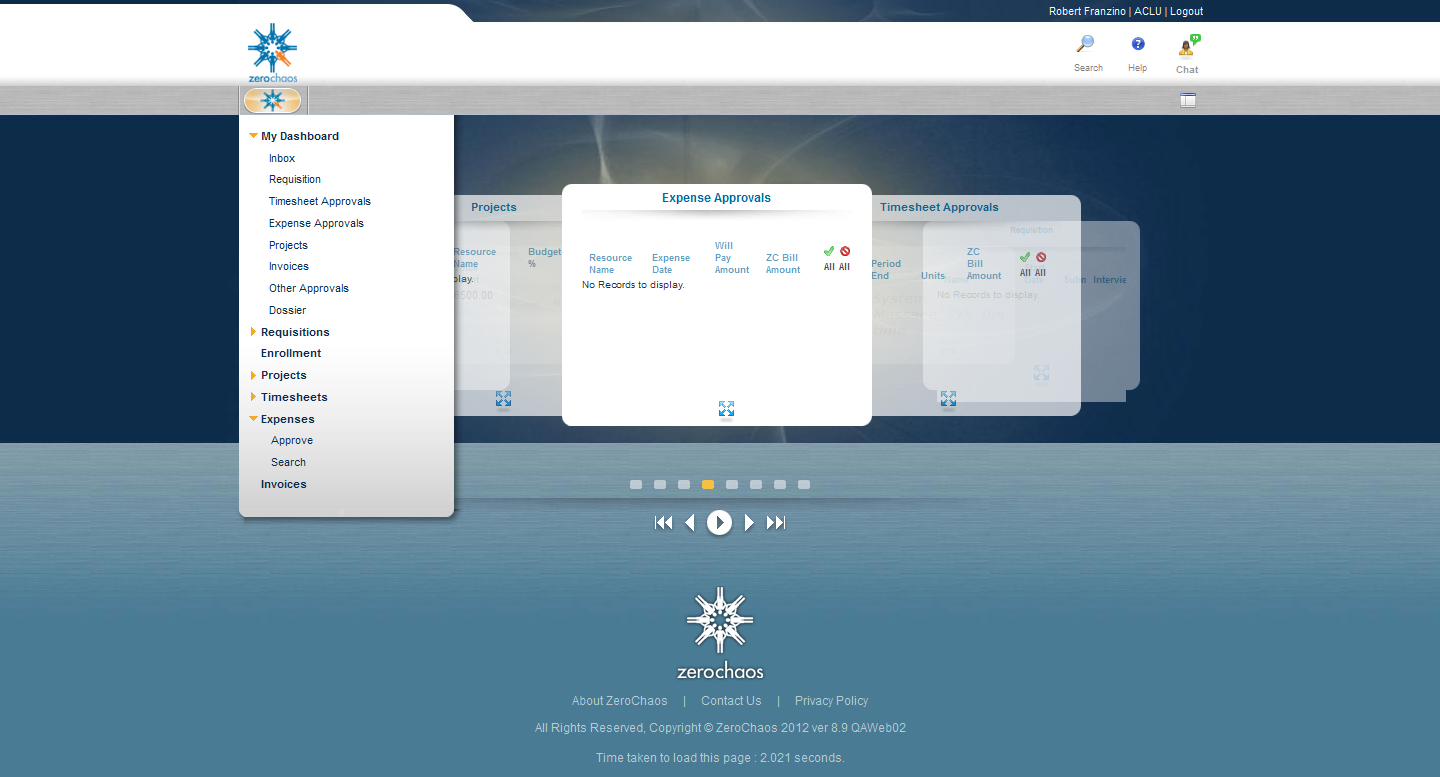 Robert Franzino | ACLU | Logout
zerochaos
Search
Help
Chat
My Dashboard
Inbox
Requisition
Timesheet Approvals
Expense Approvals
Projects
Invoices
Other Approvals
Dossier
Requisitions
Enrollment
Projects
Timesheets
Expenses
Approve
Search
Invoices
Projects
Resource
Name
Budget
%
play.
500.00
Expense Approvals
Resource
Name
Expense
Date
Will
Pay
Amount
ZC Bill
Amount
All All
No Records to display.
Timesheet Approvals
Period
End
Units
ZC
Bill
Amount
All All
No Records to display.
Requisition
Name
Date
Subm
Intervie
zerochaos
About ZeroChaos | Contact Us | Privacy Policy
All Rights Reserved, Copyright © ZeroChaos 2012 ver 8.9 QAWeb02
Time taken to load this page : 2.021 seconds.